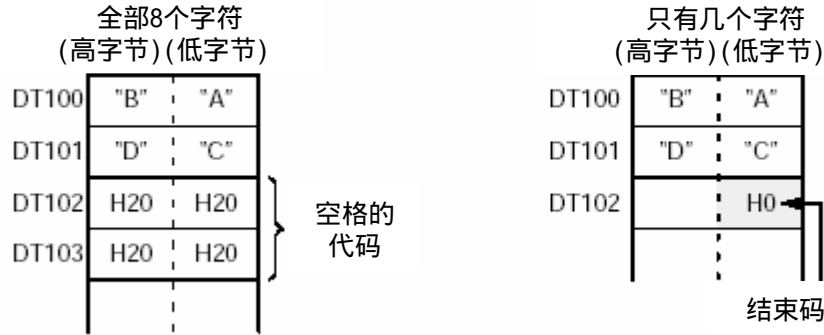 全部8个字符
(高字节)(低字节)
DT100 "B" "A"
DT101 "D" "C"
DT102 H20 H20
DT103 H20 H20
空格的
代码
只有几个字符
(高字节)(低字节)
DT100 "B" "A"
DT101 "D" "C"
DT102 H0
结束码